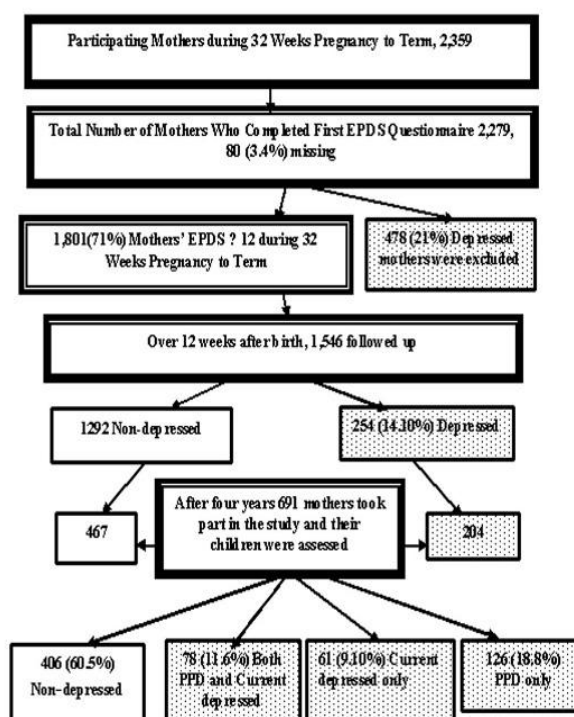 Participating Mothers during 32 Weeks Pregnancy to Term, 2,359
Total Number of Mothers Who Completed First EPDS Questionnaire 2,279,
80 (3.4%) missing
1,801(71%) Mothers' EPDS ? 12 during 32
Weeks Pregnancy to Term
478 (21%) Depressed
mothers were excluded
Over 12 weeks after birth, 1,546 followed up
1292 Non-depressed
254 (14.10%) Depressed
467
After four years 691 mothers took
part in the study and their
children were assessed
204
406 (60.5%)
Non-depressed
78 (11.6%) Both
PPD and Current
depressed
61 (9.10%) Current
depressed only
126 (18.8%)
PPD only